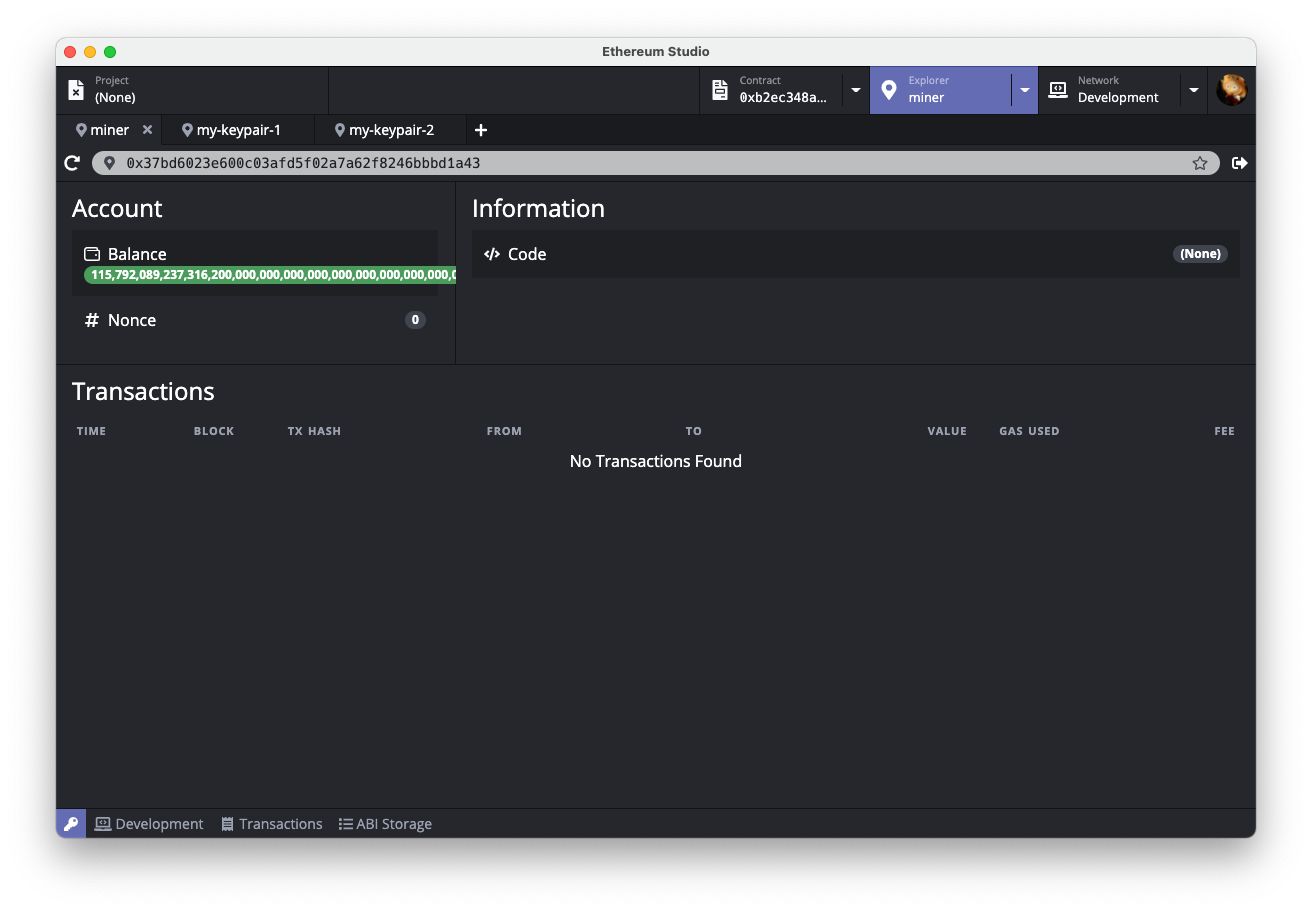 Ethereum Studio
Project
(None)
Contract
0xb2ec348a...
Explorer
miner
Network
Development
miner
my-keypair-1
my-keypair-2
0x37bd6023e600c03afd5f02a7a62f8246bbbd1a43
Account
Balance
115,792,089,237,316,200,000,000,000,000,000,000,000,000,000,0
# Nonce
0
Information
Code
(None)
Transactions
TIME BLOCK TX HASH FROM TO VALUE GAS USED FEE
No Transactions Found
Development Transactions ABI Storage